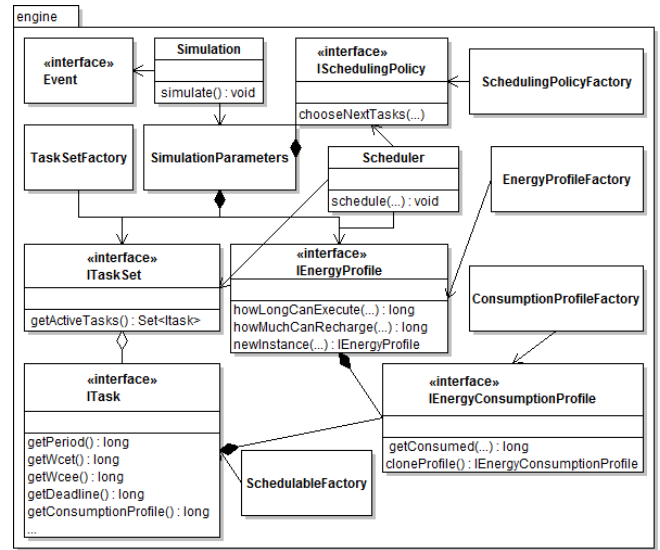 engine
Simulation
simulate() : void
«interface»
Event
«interface»
ISchedulingPolicy
chooseNextTasks(...)
SchedulingPolicyFactory
TaskSetFactory
SimulationParameters
Scheduler
schedule(...) : void
EnergyProfileFactory
«interface»
ITaskSet
getActiveTasks() : Set<Itask>
«interface»
IEnergyProfile
howLongCanExecute(...) : long
howMuchCanRecharge(...) : long
newInstance(...) : IEnergyProfile
ConsumptionProfileFactory
«interface»
ITask
getPeriod() : long
getWcet() : long
getWcee() : long
getDeadline() : long
getConsumptionProfile() : long
...
SchedulableFactory
«interface»
IEnergyConsumptionProfile
getConsumed(...) : long
cloneProfile() : IEnergyConsumptionProfile